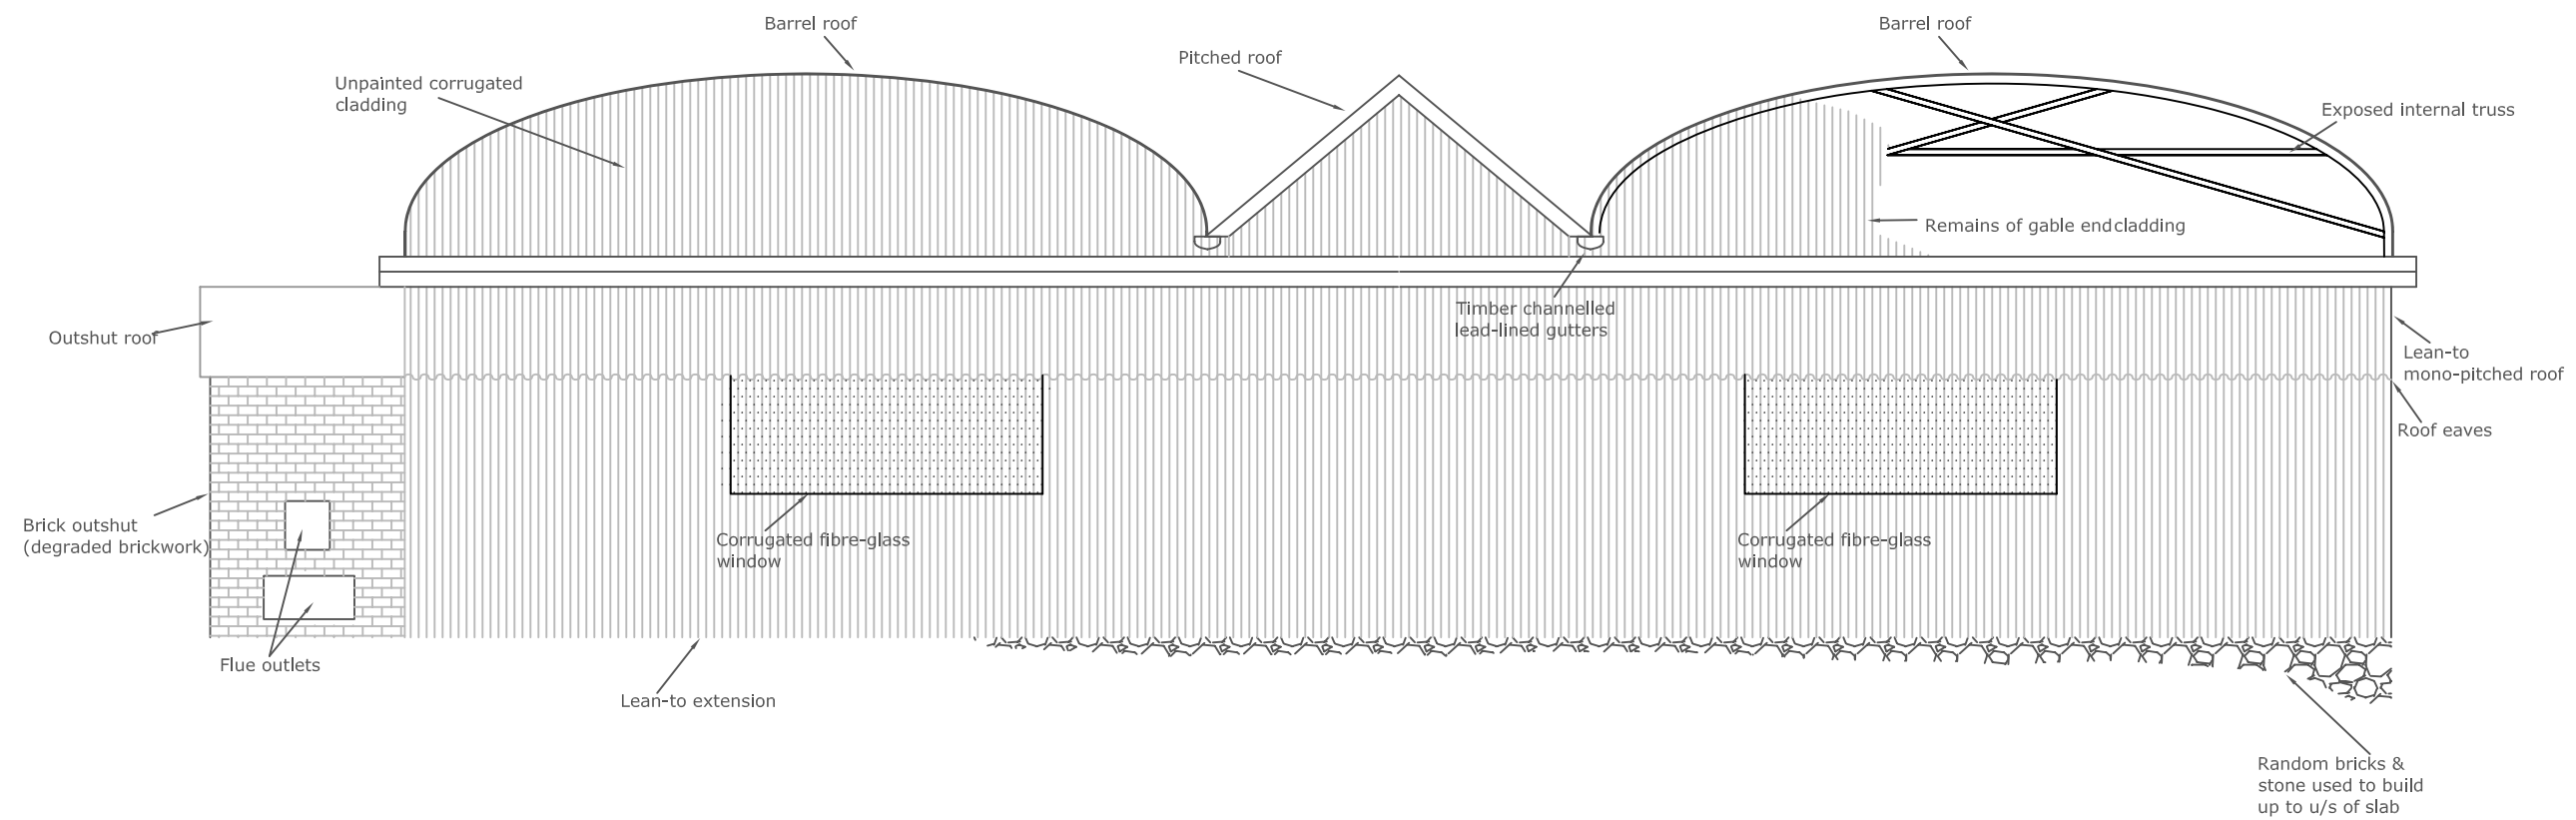 Barrel roof
Barrel roof
Pitched roof
Unpainted corrugated
cladding
Exposed internal truss
Remains of gable end cladding
Timber channelled
lead-lined gutters
Outshut roof
Lean-to
mono-pitched roof
Roof eaves
Brick outshut
(degraded brickwork)
Corrugated fibre-glass
window
Corrugated fibre-glass
window
Flue outlets
Lean-to extension
Random bricks &
stone used to build
up to u/s of slab